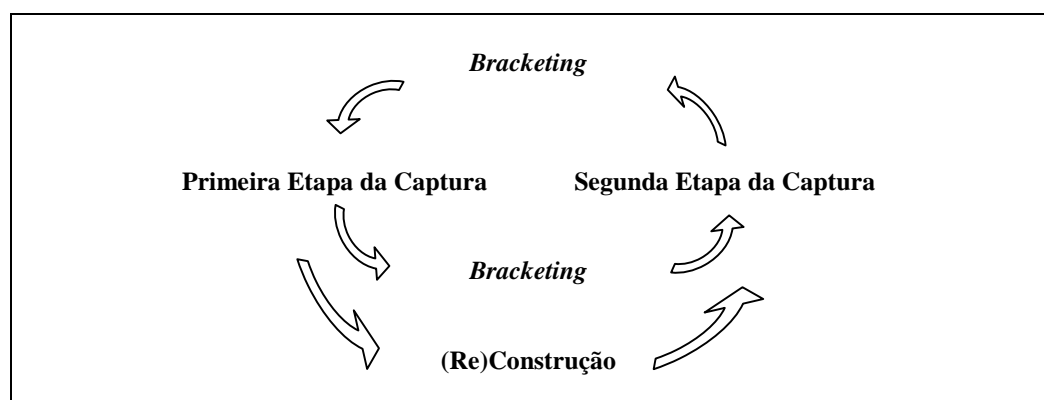 Bracketing
Primeira Etapa da Captura Segunda Etapa da Captura
Bracketing
(Re)Construção